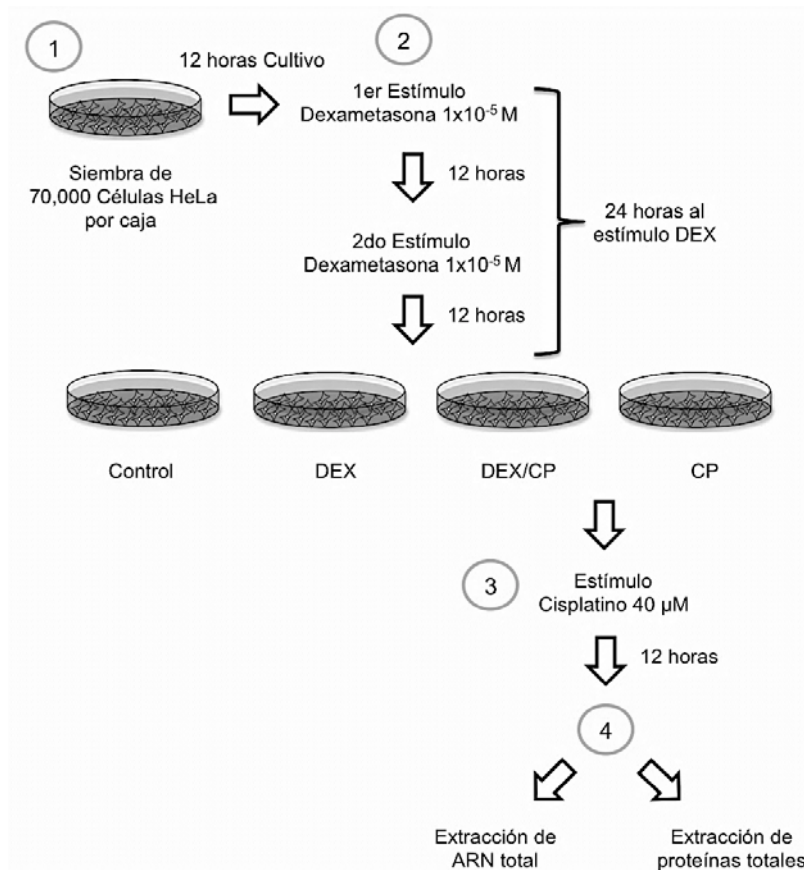 1
12 horas Cultivo
Siembra de
70,000 Células HeLa
por caja
2
1er Estímulo
Dexametasona 1x10⁻⁵ M
12 horas
2do Estímulo
Dexametasona 1x10⁻⁵ M
12 horas
24 horas al
estímulo DEX
Control
DEX
DEX/CP
CP
3
Estímulo
Cisplatino 40 µM
12 horas
4
Extracción de
ARN total
Extracción de
proteínas totales